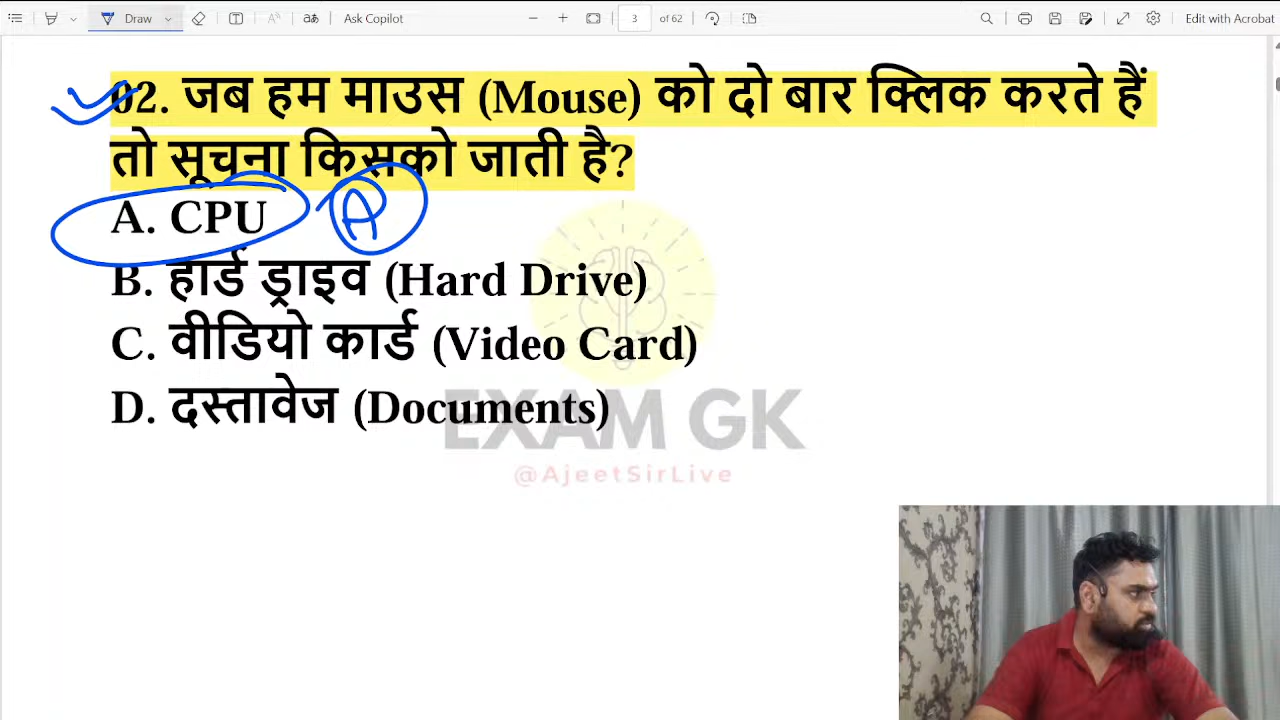 Draw
Ask Copilot
3 of 62
Edit with Acrobat
02. जब हम माउस (Mouse) को दो बार क्लिक करते हैं
तो सूचना किसको जाती है?
A. CPU A
B. हार्ड ड्राइव (Hard Drive)
C. वीडियो कार्ड (Video Card)
D. दस्तावेज (Documents)
EXAM GK
@AjeetSirLive